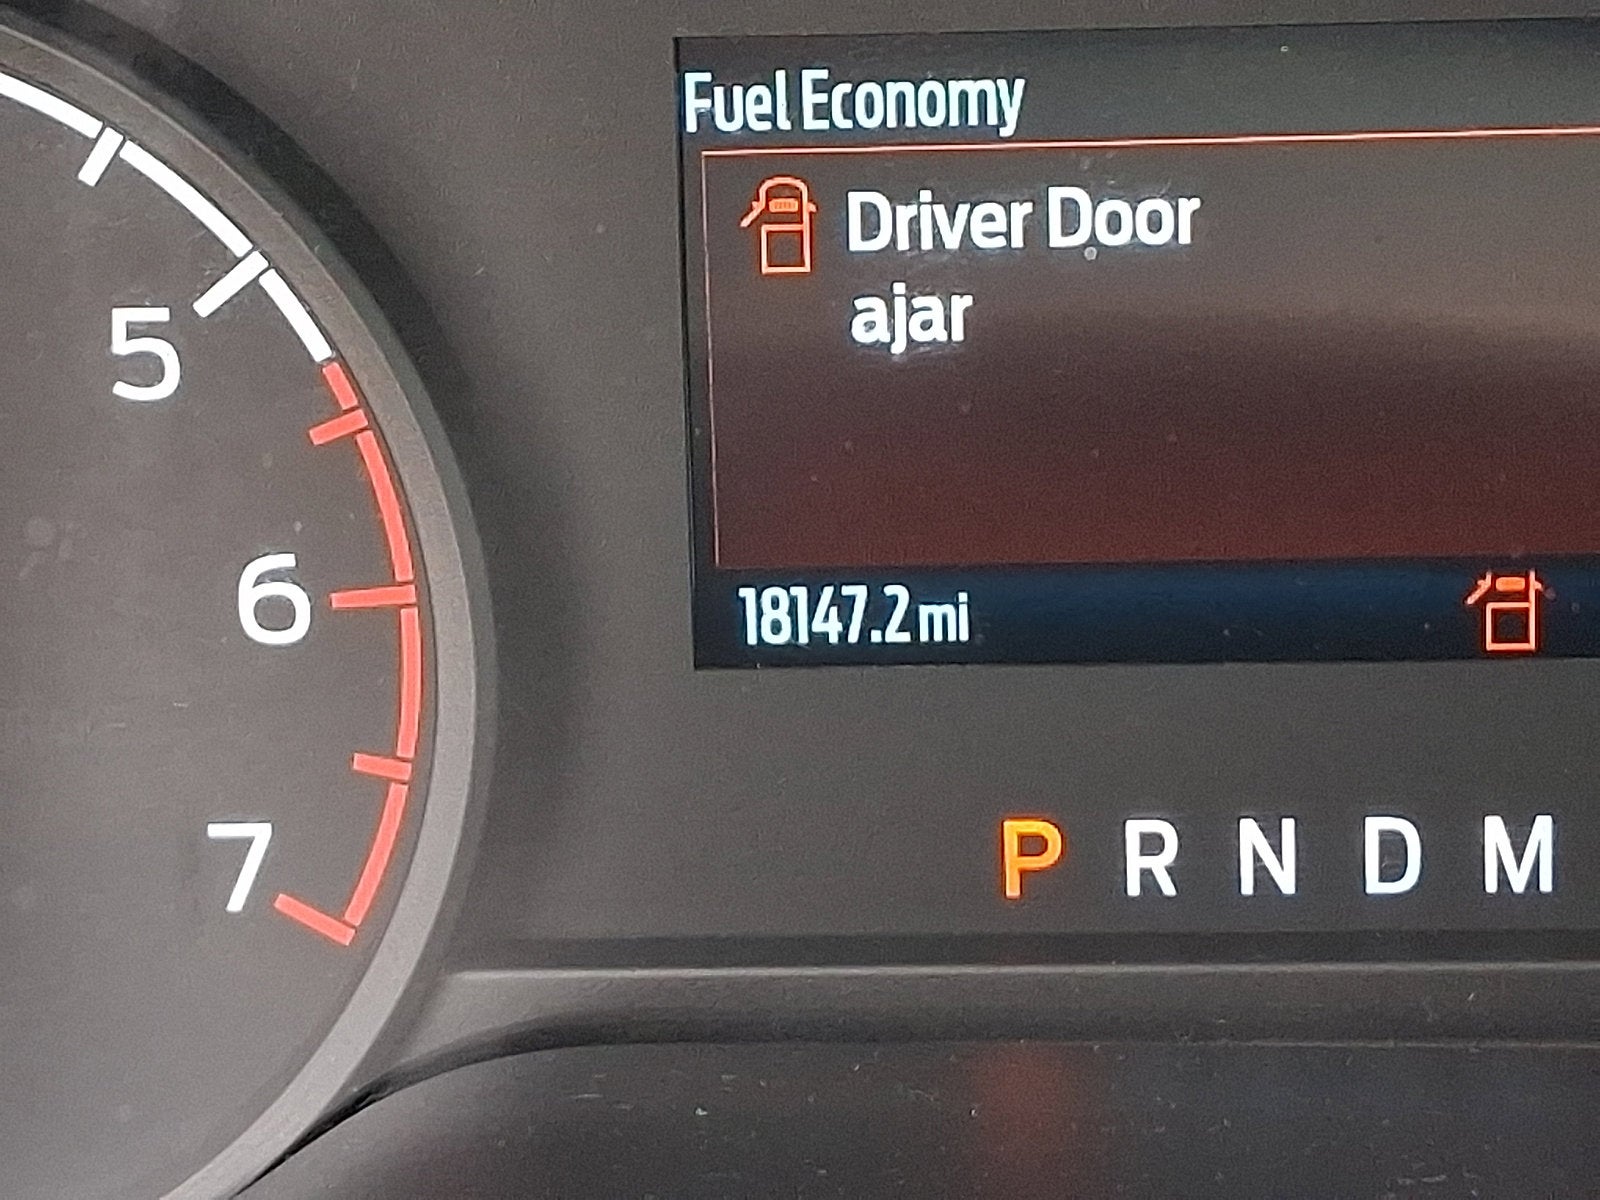 Fuel Economy
Driver Door
ajar
5
6
18147.2 mi
7
P R N D M